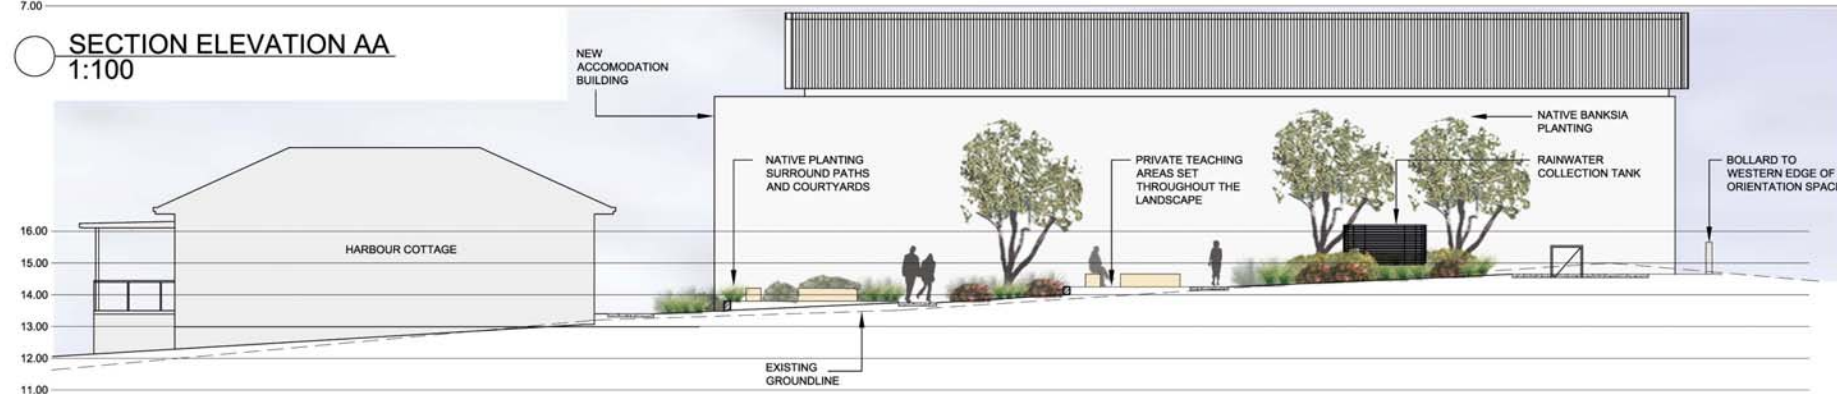 7.00
SECTION ELEVATION AA
1:100
NEW
ACCOMODATION
BUILDING
NATIVE BANKSIA
PLANTING
NATIVE PLANTING
SURROUND PATHS
AND COURTYARDS
PRIVATE TEACHING
AREAS SET
THROUGHOUT THE
LANDSCAPE
RAINWATER
COLLECTION TANK
BOLLARD TO
WESTERN EDGE OF
ORIENTATION SPACE
HARBOUR COTTAGE
16.00
15.00
14.00
13.00
12.00
11.00
EXISTING
GROUNDLINE